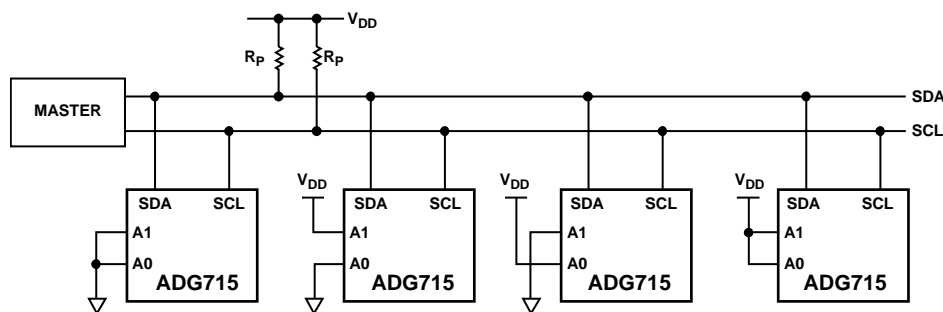 VDD
RP RP
SDA
MASTER
SCL
VDD VDD VDD
SDA SCL SDA SCL SDA SCL SDA SCL
A1 A1 A1 A1
A0 A0 A0 A0
ADG715 ADG715 ADG715 ADG715